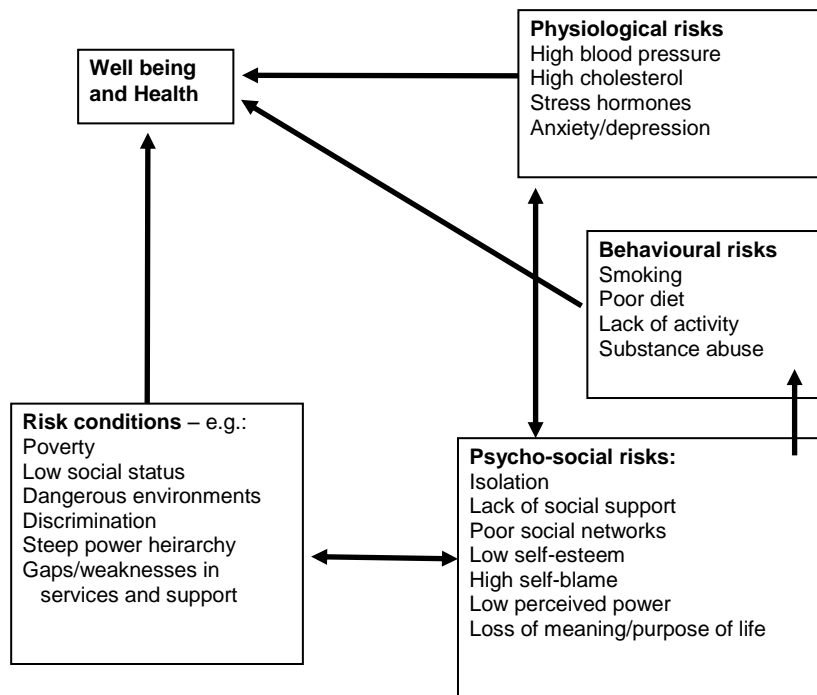 Well being
and Health
Physiological risks
High blood pressure
High cholesterol
Stress hormones
Anxiety/depression
Behavioural risks
Smoking
Poor diet
Lack of activity
Substance abuse
Risk conditions – e.g.:
Poverty
Low social status
Dangerous environments
Discrimination
Steep power heirarchy
Gaps/weaknesses in
services and support
Psycho-social risks:
Isolation
Lack of social support
Poor social networks
Low self-esteem
High self-blame
Low perceived power
Loss of meaning/purpose of life